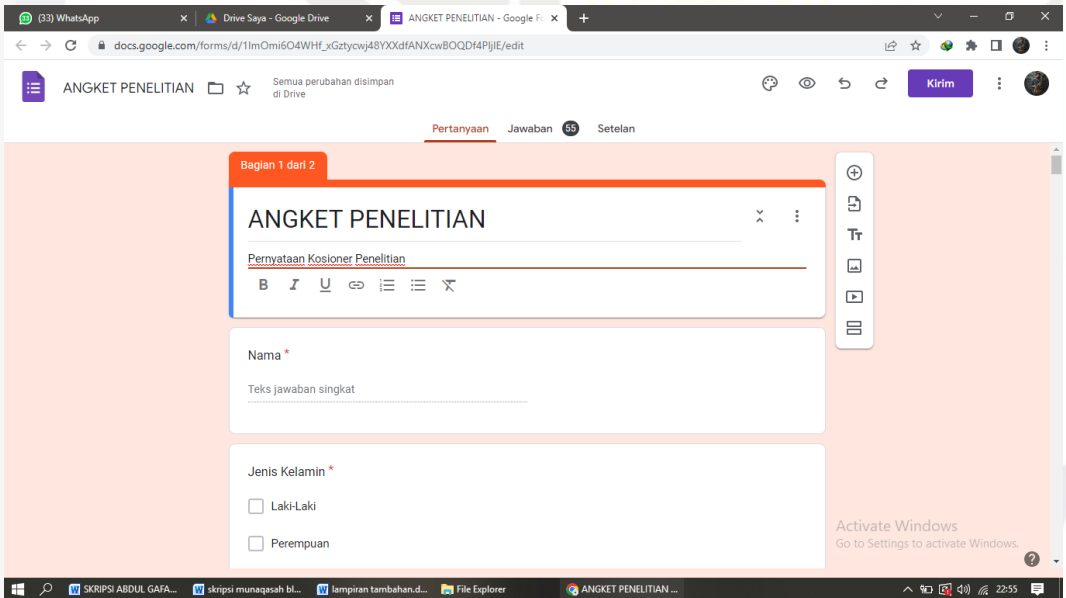 (33) WhatsApp
Drive Saya - Google Drive
ANGKET PENELITIAN - Google Fo
docs.google.com/forms/d/1ImOmi6O4WHf_xGztycwj48YXXdfANXcwBOQDf4PljIE/edit
ANGKET PENELITIAN
Semua perubahan disimpan
di Drive
Kirim
Pertanyaan Jawaban 55 Setelan
Bagian 1 dari 2
ANGKET PENELITIAN
Pernyataan Kosioner Penelitian
B I U
Nama *
Teks jawaban singkat
Jenis Kelamin *
Laki-Laki
Perempuan
Activate Windows
Go to Settings to activate Windows.
SKRIPSI ABDUL GAFA...
skripsi munaqasah bl...
lampiran tambahan.d...
File Explorer
ANGKET PENELITIAN ...
22:55